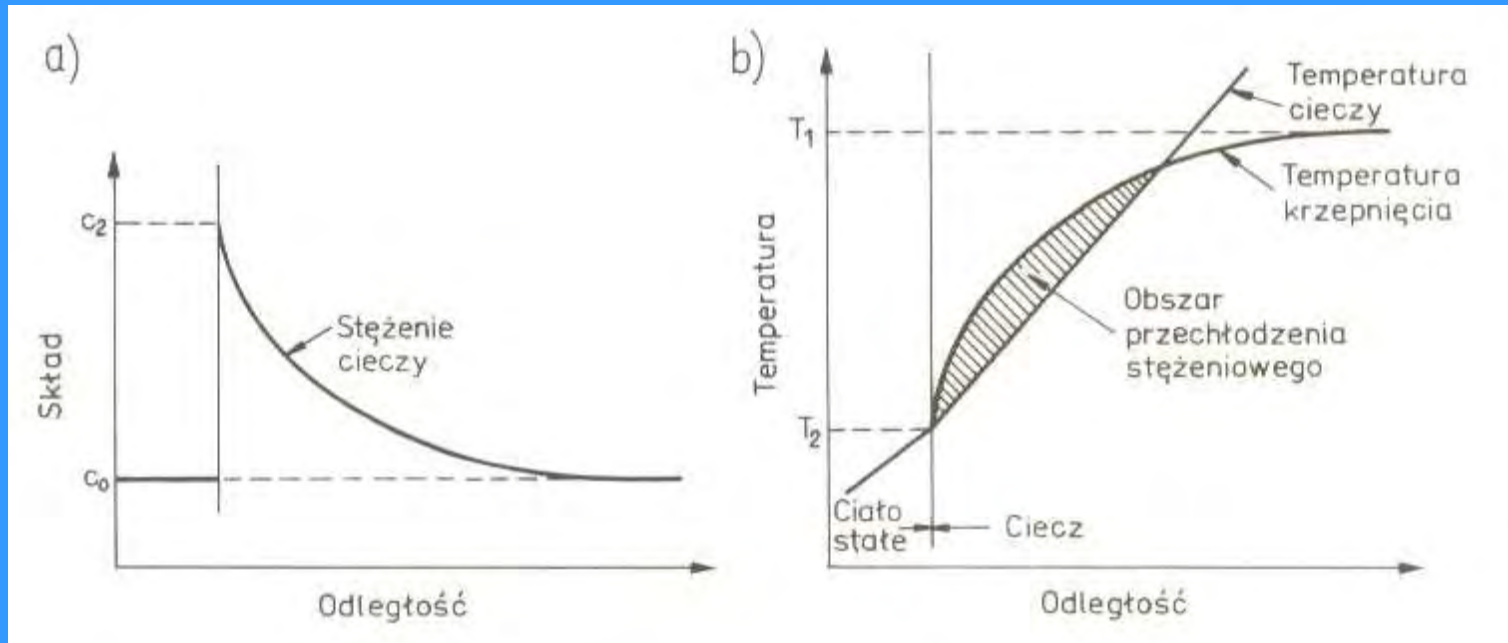 a)
Skład
c₂
c₀
Stężenie
cieczy
Odległość
b)
Temperatura
T₁
T₂
Temperatura
cieczy
Temperatura
krzepnięcia
Obszar
przechłodzenia
stężeniowego
Ciało
stałe
Ciecz
Odległość